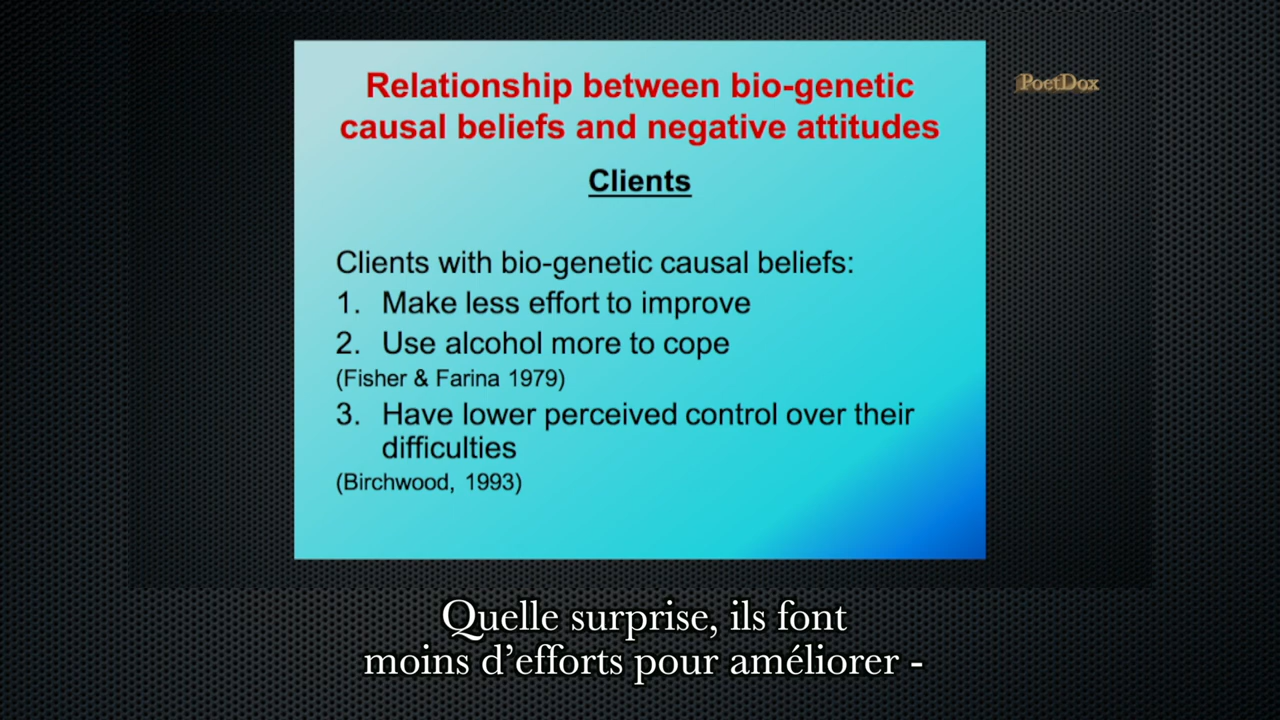 Relationship between bio-genetic
causal beliefs and negative attitudes
PoetDox
Clients
Clients with bio-genetic causal beliefs:
1. Make less effort to improve
2. Use alcohol more to cope
(Fisher & Farina 1979)
3. Have lower perceived control over their
difficulties
(Birchwood, 1993)
Quelle surprise, ils font
moins d’efforts pour améliorer -